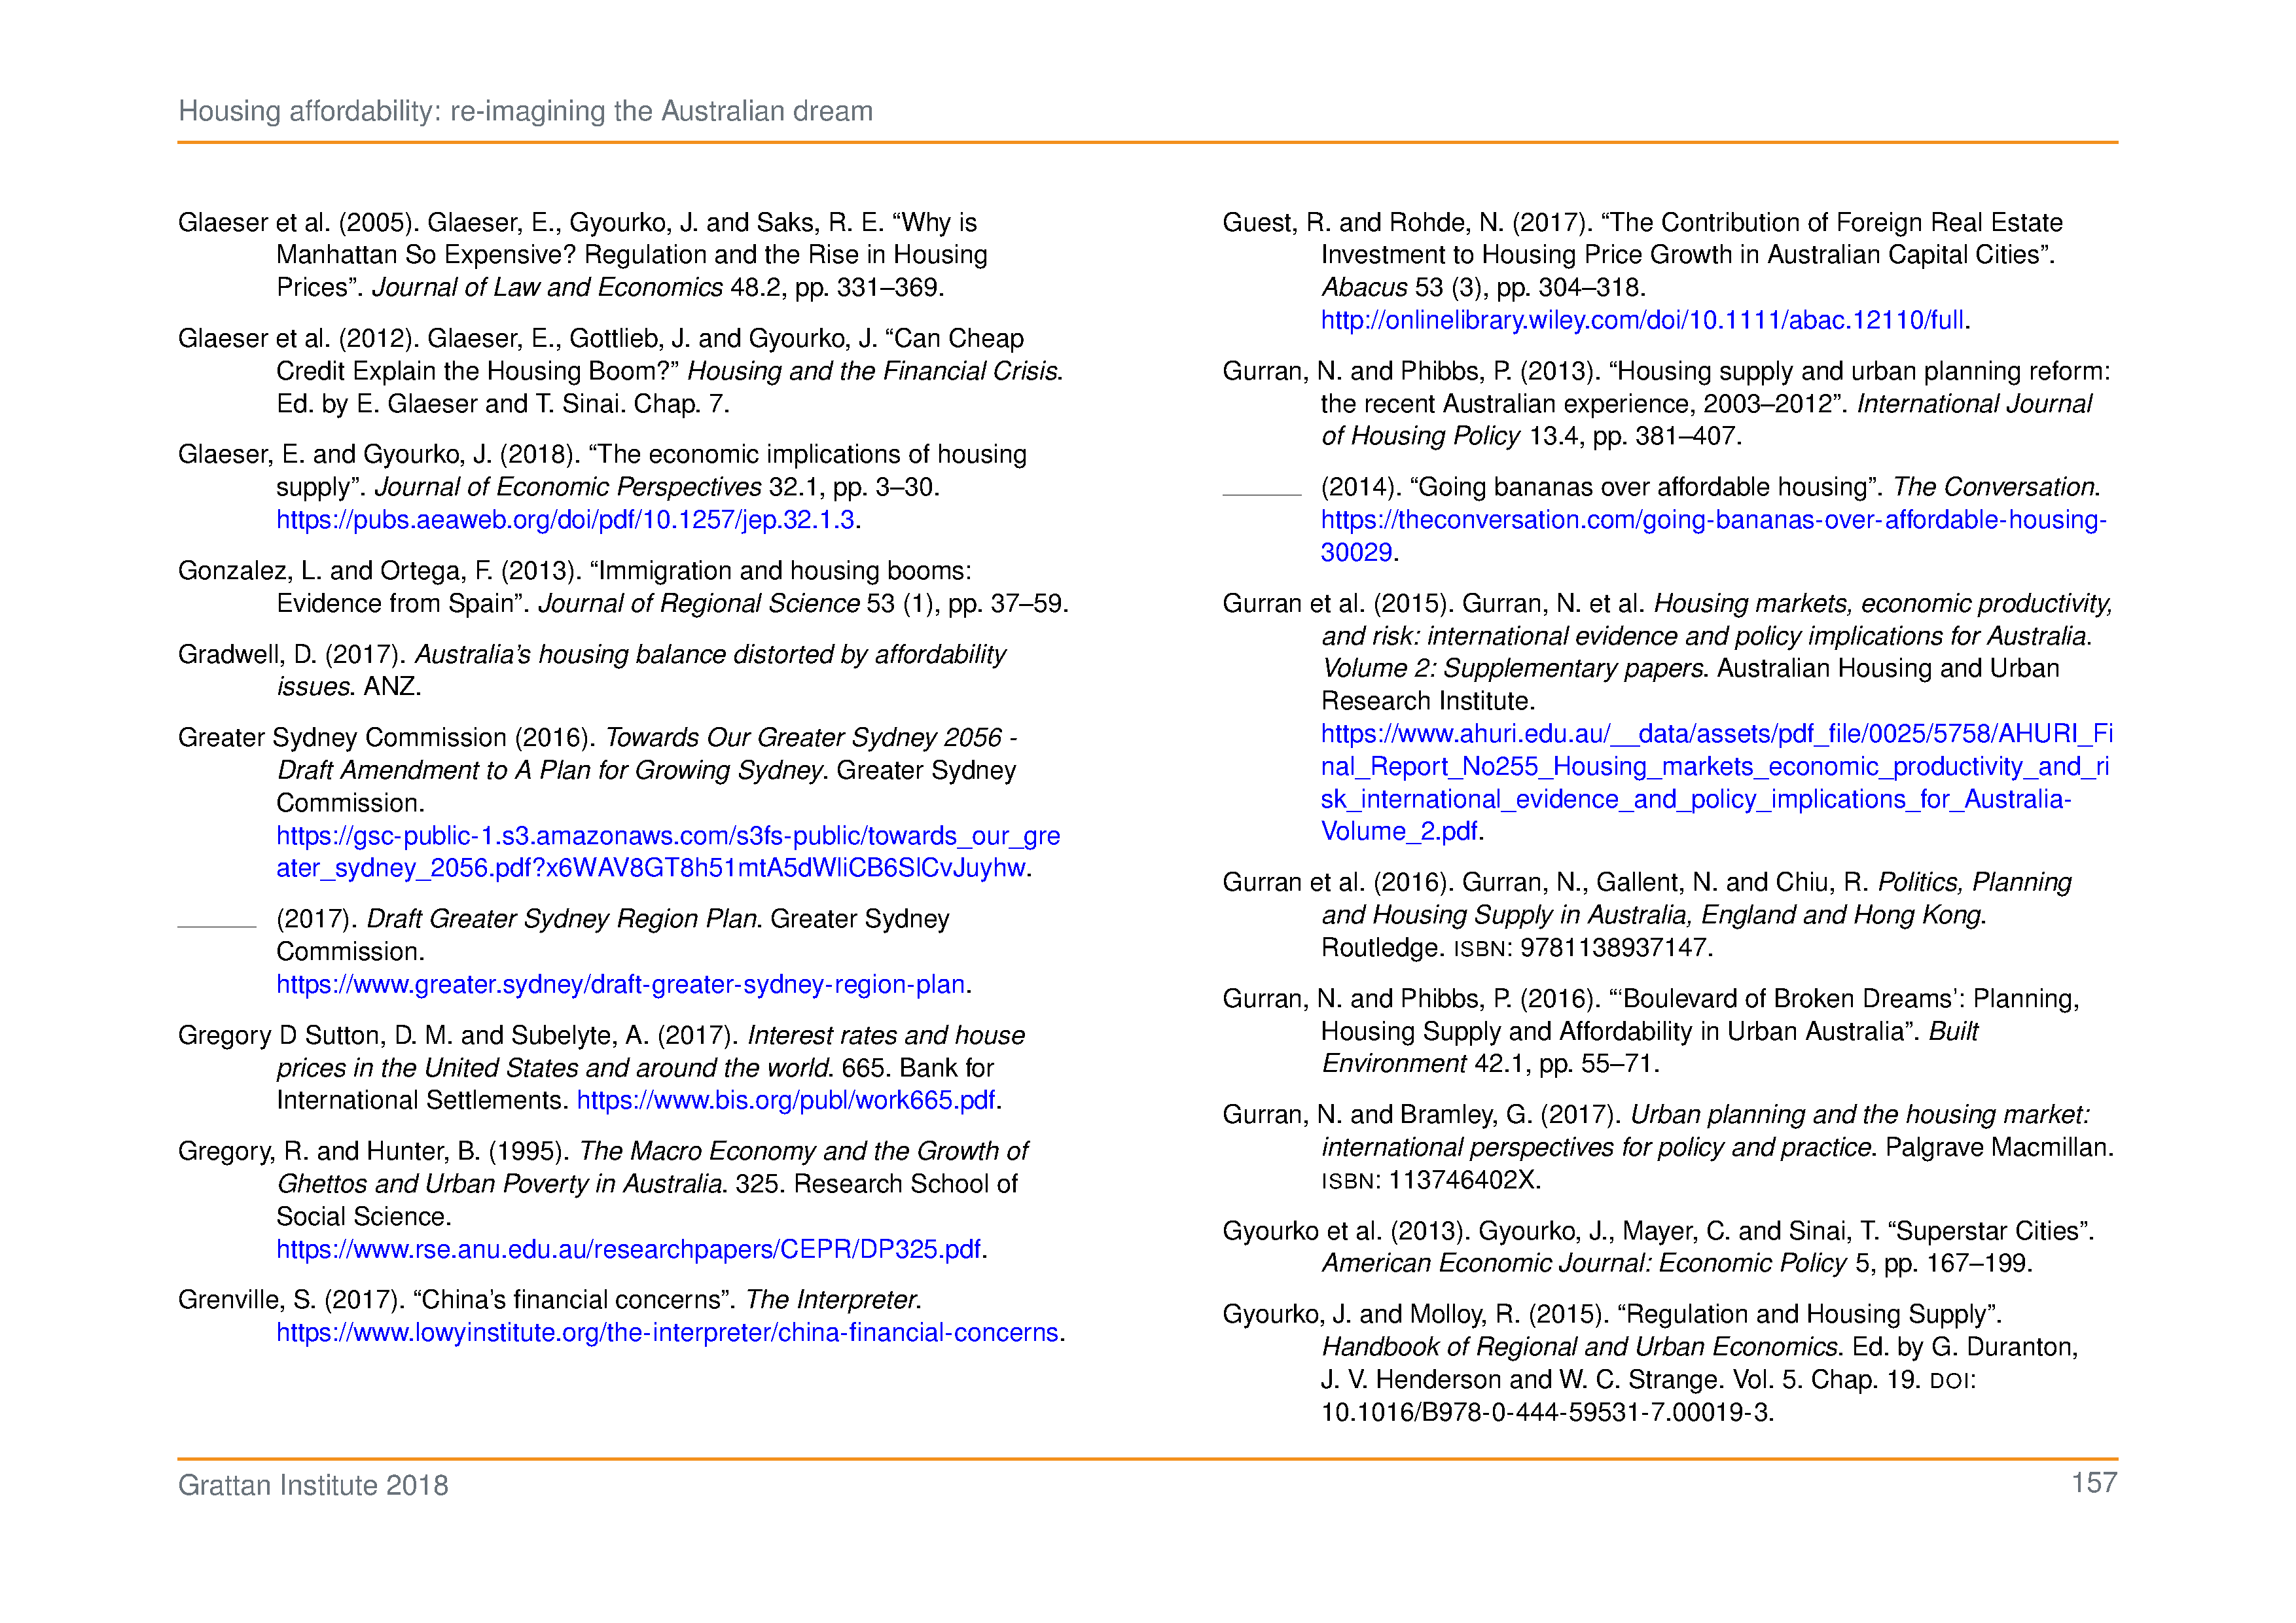 Housing affordability: re-imagining the Australian dream
Glaeser et al. (2005). Glaeser, E., Gyourko, J. and Saks, R. E. “Why is
Manhattan So Expensive? Regulation and the Rise in Housing
Prices”. Journal of Law and Economics 48.2, pp. 331–369.
Glaeser et al. (2012). Glaeser, E., Gottlieb, J. and Gyourko, J. “Can Cheap
Credit Explain the Housing Boom?” Housing and the Financial Crisis.
Ed. by E. Glaeser and T. Sinai. Chap. 7.
Glaeser, E. and Gyourko, J. (2018). “The economic implications of housing
supply”. Journal of Economic Perspectives 32.1, pp. 3–30.
https://pubs.aeaweb.org/doi/pdf/10.1257/jep.32.1.3.
Gonzalez, L. and Ortega, F. (2013). “Immigration and housing booms:
Evidence from Spain”. Journal of Regional Science 53 (1), pp. 37–59.
Gradwell, D. (2017). Australia’s housing balance distorted by affordability
issues. ANZ.
Greater Sydney Commission (2016). Towards Our Greater Sydney 2056 -
Draft Amendment to A Plan for Growing Sydney. Greater Sydney
Commission.
https://gsc-public-1.s3.amazonaws.com/s3fs-public/towards_our_gre
ater_sydney_2056.pdf?x6WAV8GT8h51mtA5dWliCB6SlCvJuyhw.
(2017). Draft Greater Sydney Region Plan. Greater Sydney
Commission.
https://www.greater.sydney/draft-greater-sydney-region-plan.
Gregory D Sutton, D. M. and Subelyte, A. (2017). Interest rates and house
prices in the United States and around the world. 665. Bank for
International Settlements. https://www.bis.org/publ/work665.pdf.
Gregory, R. and Hunter, B. (1995). The Macro Economy and the Growth of
Ghettos and Urban Poverty in Australia. 325. Research School of
Social Science.
https://www.rse.anu.edu.au/researchpapers/CEPR/DP325.pdf.
Grenville, S. (2017). “China’s financial concerns”. The Interpreter.
https://www.lowyinstitute.org/the-interpreter/china-financial-concerns.
Guest, R. and Rohde, N. (2017). “The Contribution of Foreign Real Estate
Investment to Housing Price Growth in Australian Capital Cities”.
Abacus 53 (3), pp. 304–318.
http://onlinelibrary.wiley.com/doi/10.1111/abac.12110/full.
Gurran, N. and Phibbs, P. (2013). “Housing supply and urban planning reform:
the recent Australian experience, 2003–2012”. International Journal
of Housing Policy 13.4, pp. 381–407.
(2014). “Going bananas over affordable housing”. The Conversation.
https://theconversation.com/going-bananas-over-affordable-housing-
30029.
Gurran et al. (2015). Gurran, N. et al. Housing markets, economic productivity,
and risk: international evidence and policy implications for Australia.
Volume 2: Supplementary papers. Australian Housing and Urban
Research Institute.
https://www.ahuri.edu.au/__data/assets/pdf_file/0025/5758/AHURI_Fi
nal_Report_No255_Housing_markets_economic_productivity_and_ri
sk_international_evidence_and_policy_implications_for_Australia-
Volume_2.pdf.
Gurran et al. (2016). Gurran, N., Gallent, N. and Chiu, R. Politics, Planning
and Housing Supply in Australia, England and Hong Kong.
Routledge. ISBN: 9781138937147.
Gurran, N. and Phibbs, P. (2016). “‘Boulevard of Broken Dreams’: Planning,
Housing Supply and Affordability in Urban Australia”. Built
Environment 42.1, pp. 55–71.
Gurran, N. and Bramley, G. (2017). Urban planning and the housing market:
international perspectives for policy and practice. Palgrave Macmillan.
ISBN: 113746402X.
Gyourko et al. (2013). Gyourko, J., Mayer, C. and Sinai, T. “Superstar Cities”.
American Economic Journal: Economic Policy 5, pp. 167–199.
Gyourko, J. and Molloy, R. (2015). “Regulation and Housing Supply”.
Handbook of Regional and Urban Economics. Ed. by G. Duranton,
J. V. Henderson and W. C. Strange. Vol. 5. Chap. 19. DOI:
10.1016/B978-0-444-59531-7.00019-3.
Grattan Institute 2018
157